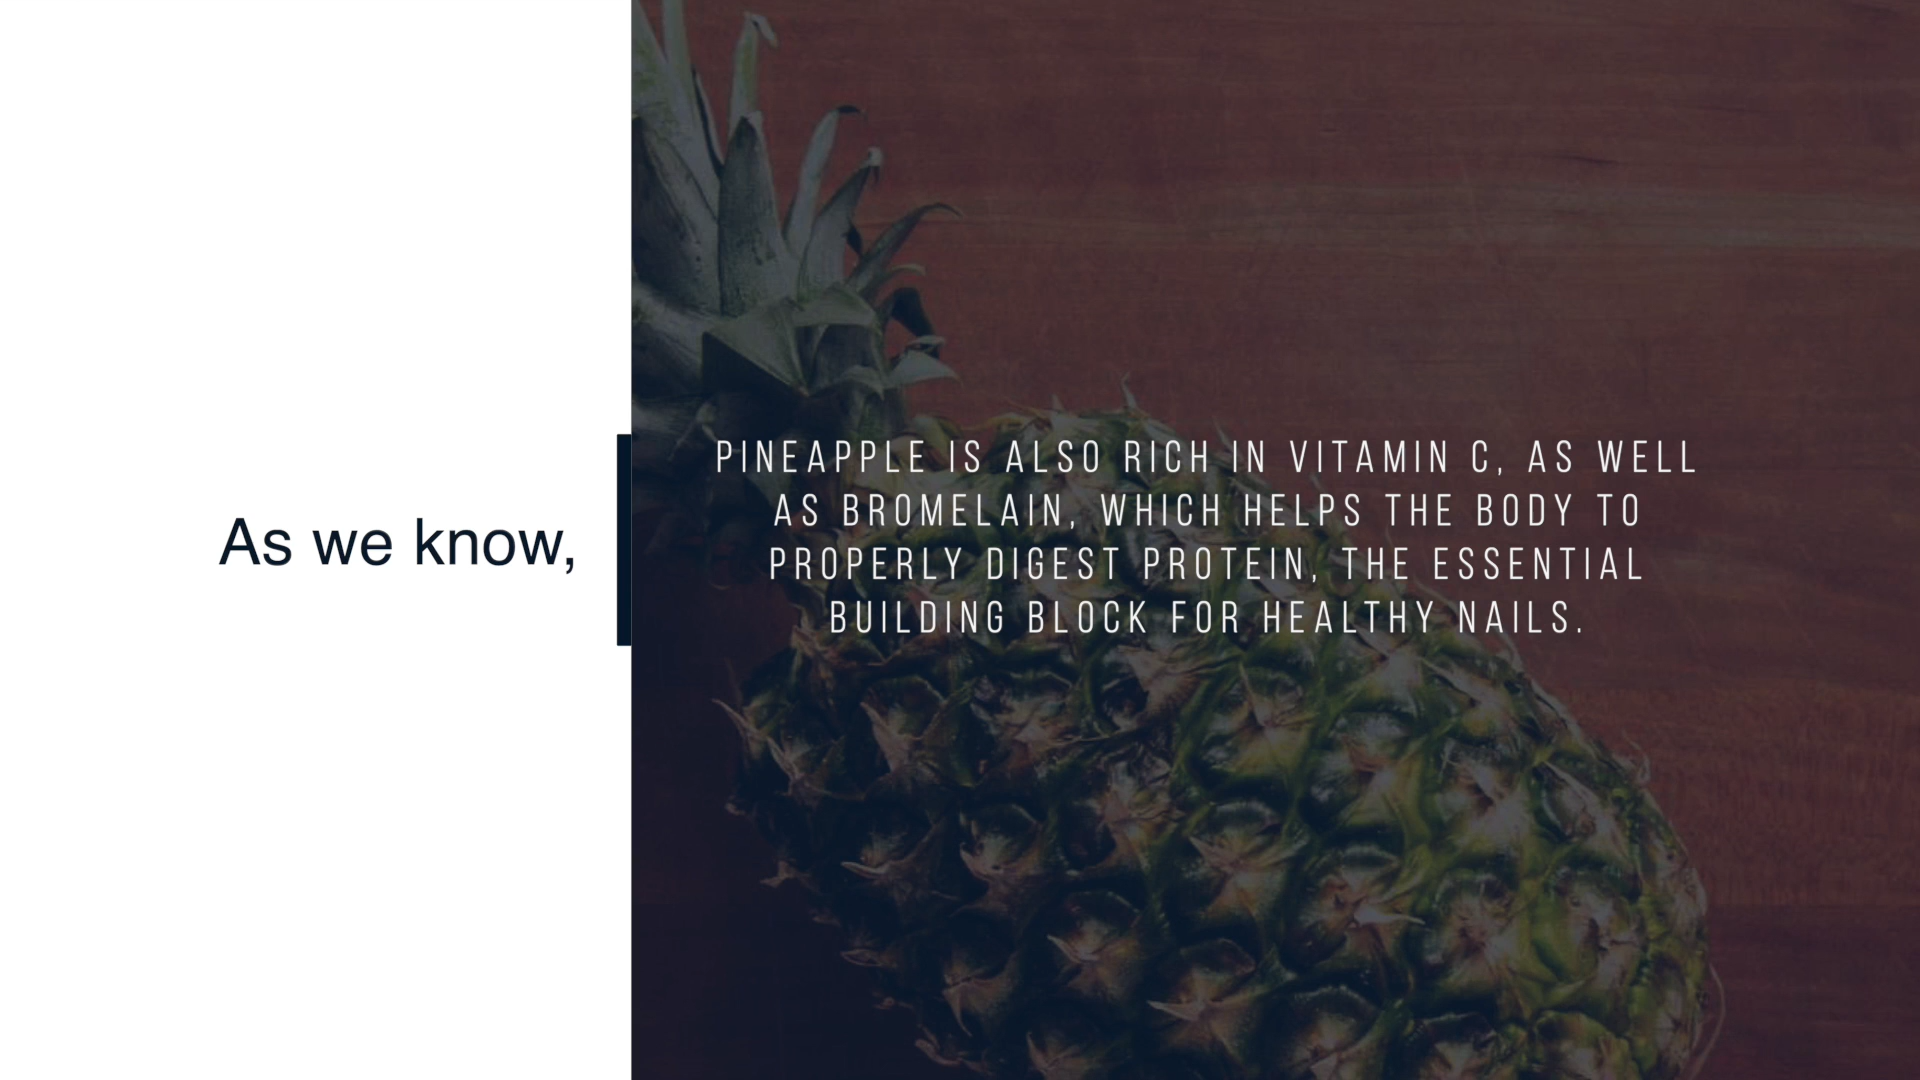 As we know,
PINEAPPLE IS ALSO RICH IN VITAMIN C, AS WELL
AS BROMELAIN, WHICH HELPS THE BODY TO
PROPERLY DIGEST PROTEIN, THE ESSENTIAL
BUILDING BLOCK FOR HEALTHY NAILS.